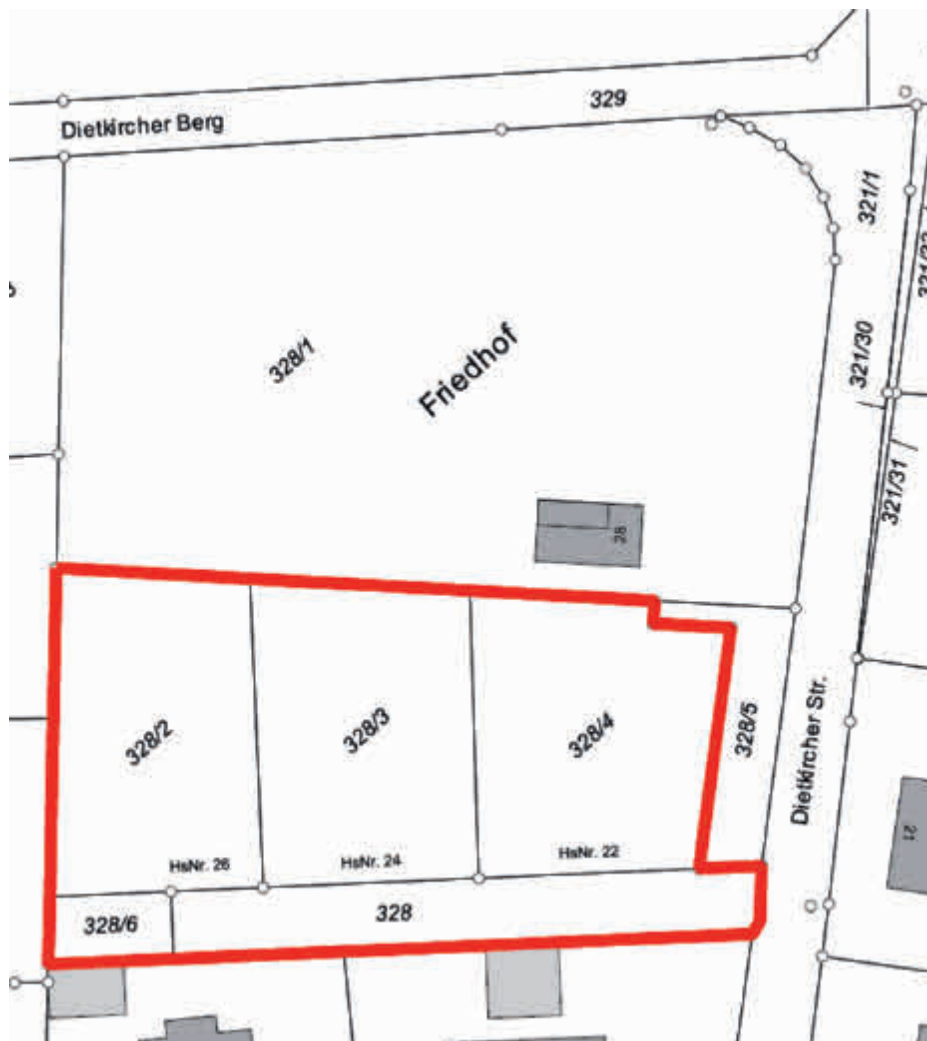 329
Dietkircher Berg
321/1
328/1
Friedhof
321/30
321/31
28
328/2
328/3
328/4
328/5
Dietkircher Str.
21
HsNr. 26
HsNr. 24
HsNr. 22
328/6
328